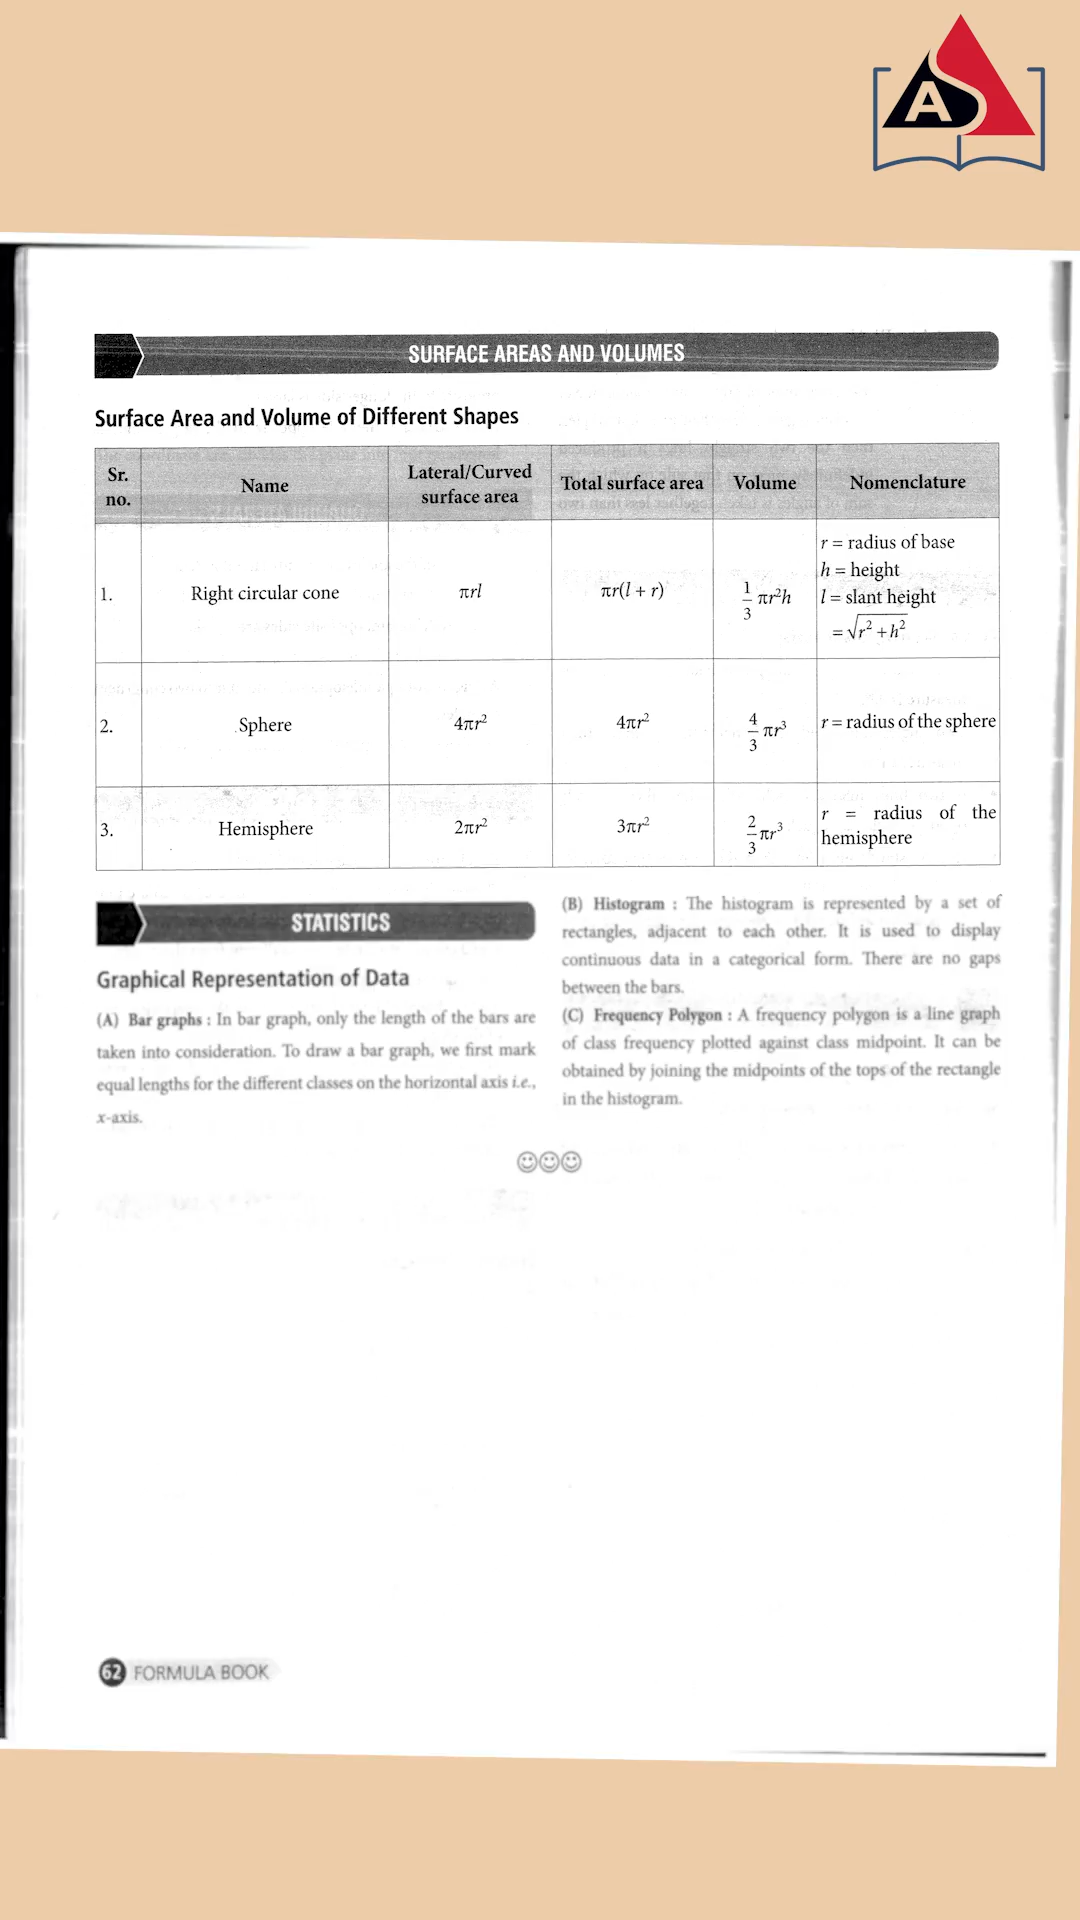 A
SURFACE AREAS AND VOLUMES
Surface Area and Volume of Different Shapes
Sr. no. | Name | Lateral/Curved surface area | Total surface area | Volume | Nomenclature
1. | Right circular cone | πrl | πr(l + r) | 1/3 πr²h | r = radius of base
h = height
l = slant height
= √(r² + h²)
2. | Sphere | 4πr² | 4πr² | 4/3 πr³ | r = radius of the sphere
3. | Hemisphere | 2πr² | 3πr² | 2/3 πr³ | r = radius of the
hemisphere
STATISTICS
Graphical Representation of Data
(A) Bar graphs : In bar graph, only the length of the bars are
taken into consideration. To draw a bar graph, we first mark
equal lengths for the different classes on the horizontal axis i.e.,
x-axis.
(B) Histogram : The histogram is represented by a set of
rectangles, adjacent to each other. It is used to display
continuous data in a categorical form. There are no gaps
between the bars.
(C) Frequency Polygon : A frequency polygon is a line graph
of class frequency plotted against class midpoint. It can be
obtained by joining the midpoints of the tops of the rectangle
in the histogram.
62 FORMULA BOOK